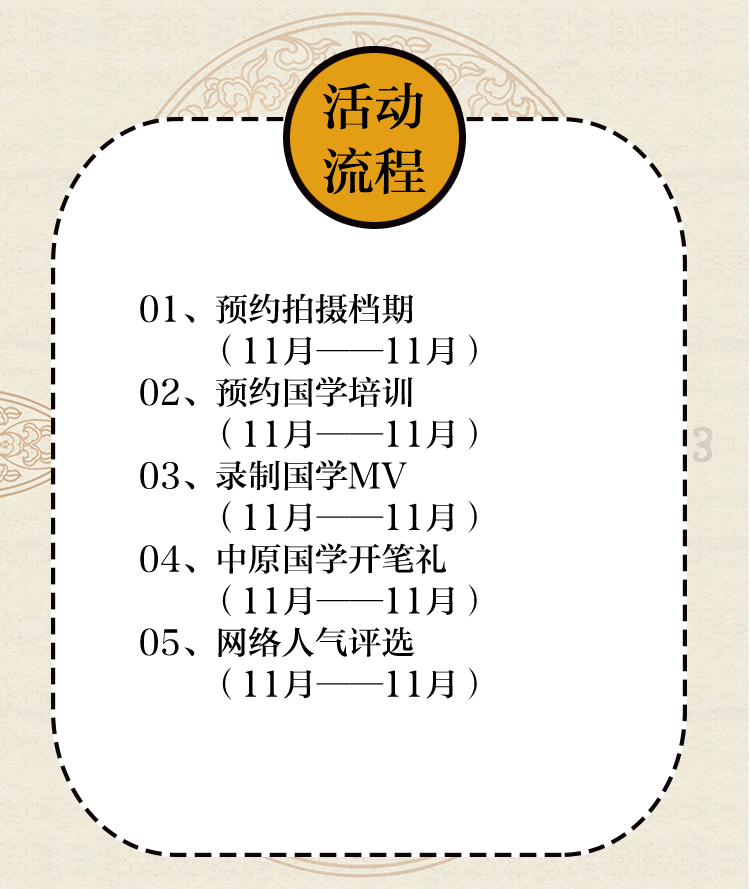 活动
流程
01、预约拍摄档期
（11月——11月）
02、预约国学培训
（11月——11月）
03、录制国学MV
（11月——11月）
04、中原国学开笔礼
（11月——11月）
05、网络人气评选
（11月——11月）
3